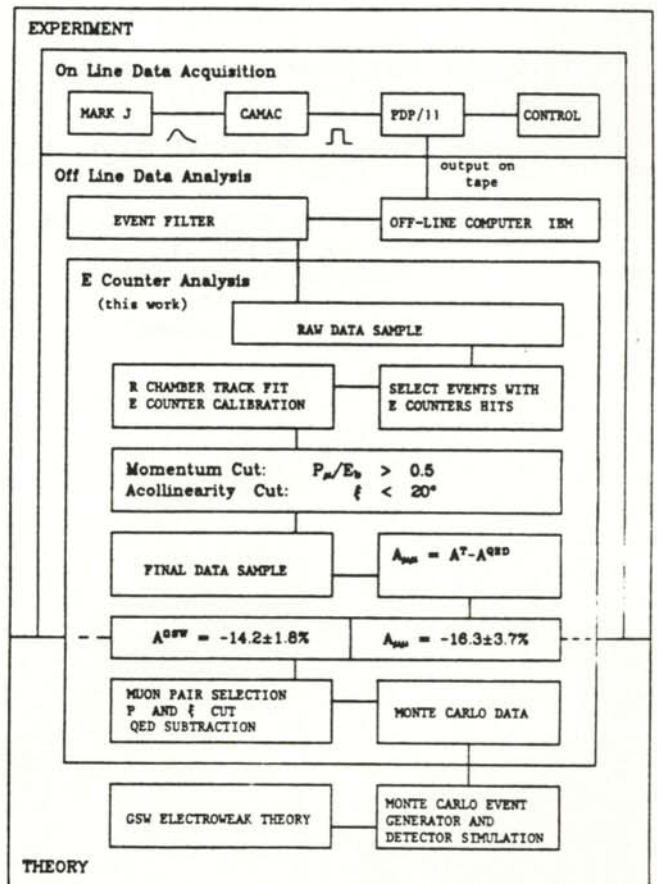 EXPERIMENT
On Line Data Acquisition
MARK J
CAMAC
PDP/11
CONTROL
output on
tape
Off Line Data Analysis
EVENT FILTER
OFF-LINE COMPUTER IBM
E Counter Analysis
(this work)
RAW DATA SAMPLE
R CHAMBER TRACK FIT
E COUNTER CALIBRATION
SELECT EVENTS WITH
E COUNTERS HITS
Momentum Cut: Pμ/Eb > 0.5
Acollinearity Cut: ξ < 20°
FINAL DATA SAMPLE
Aμμ = A^T-A^QED
A^GSW = -14.2±1.8%
Aμμ = -16.3±3.7%
MUON PAIR SELECTION
P AND ξ CUT
QED SUBTRACTION
MONTE CARLO DATA
GSW ELECTROWEAK THEORY
MONTE CARLO EVENT
GENERATOR AND
DETECTOR SIMULATION
THEORY